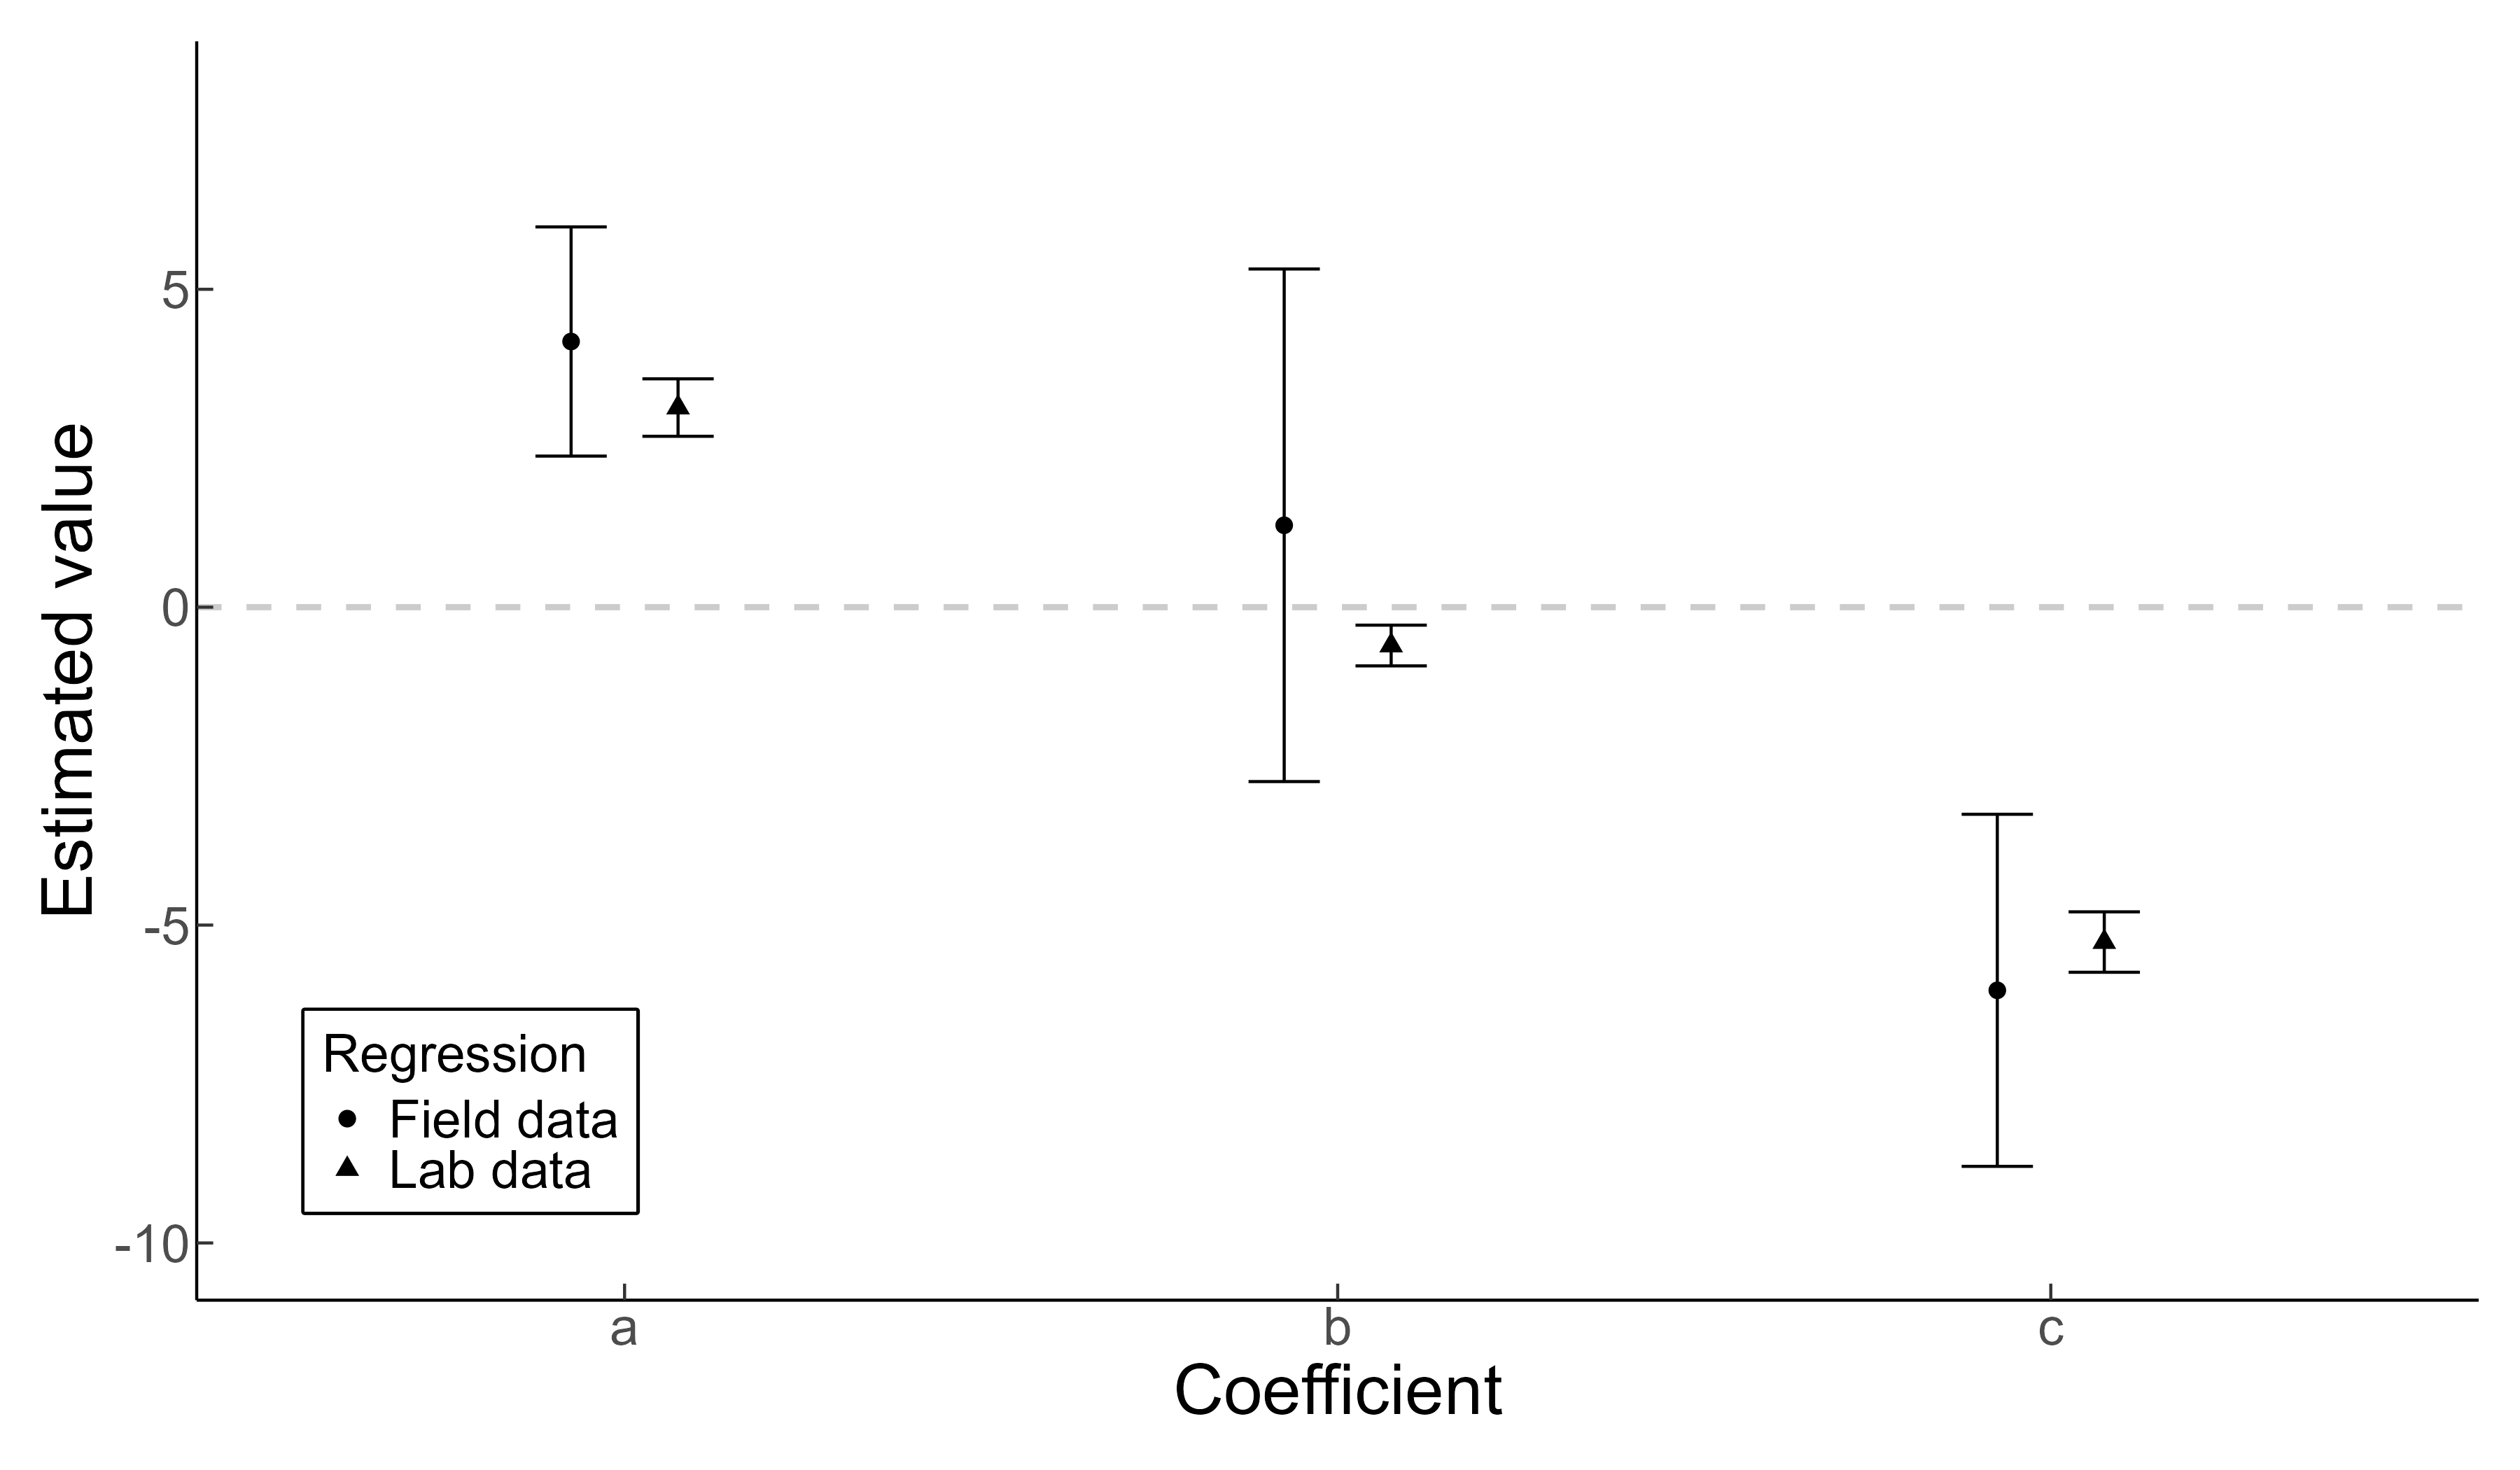 Estimated value
5
0
-5
-10
Regression
Field data
Lab data
a b c
Coefficient